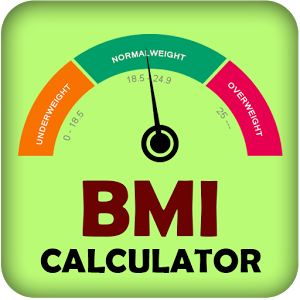 UNDERWEIGHT
NORMALWEIGHT
OVERWEIGHT
0 - 18.5
18.5 - 24.9
25 ---
BMI
CALCULATOR